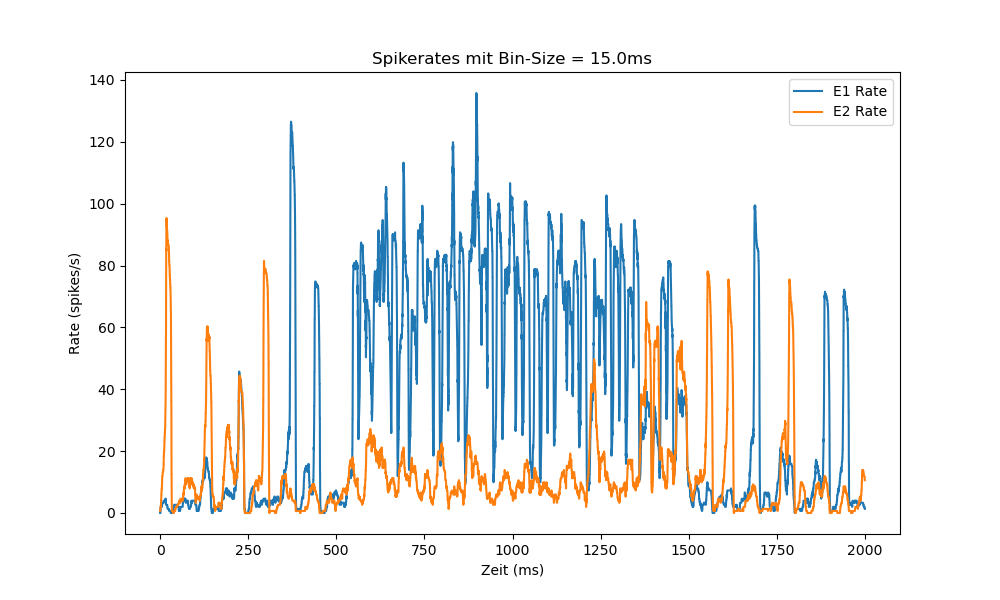 Spikerates mit Bin-Size = 15.0ms
E1 Rate
E2 Rate
Rate (spikes/s)
140
120
100
80
60
40
20
0
0 250 500 750 1000 1250 1500 1750 2000
Zeit (ms)